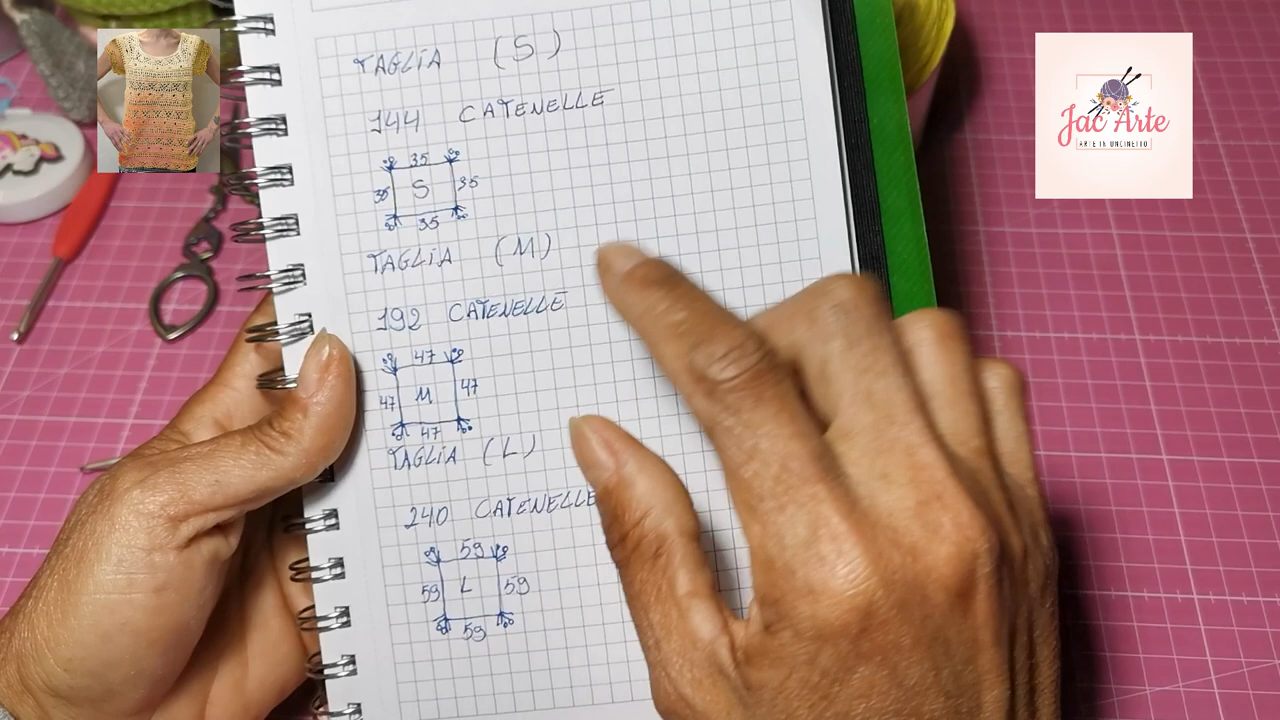 TAGLIA (S)
144 CATENELLE
35
35 S 35
35
TAGLIA (M)
192 CATENELLE
47
47 M 47
47
TAGLIA (L)
240 CATENELLE
59
59 L 59
59
Jac Arte
ARTE IN UNCINETTO